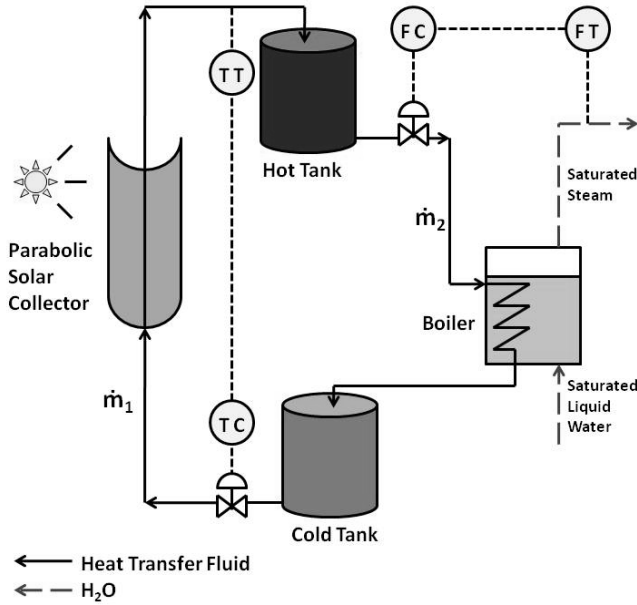 FC
FT
TT
Hot Tank
Saturated
Steam
ṁ₂
Parabolic
Solar
Collector
Boiler
ṁ₁
TC
Saturated
Liquid
Water
Cold Tank
Heat Transfer Fluid
H₂O